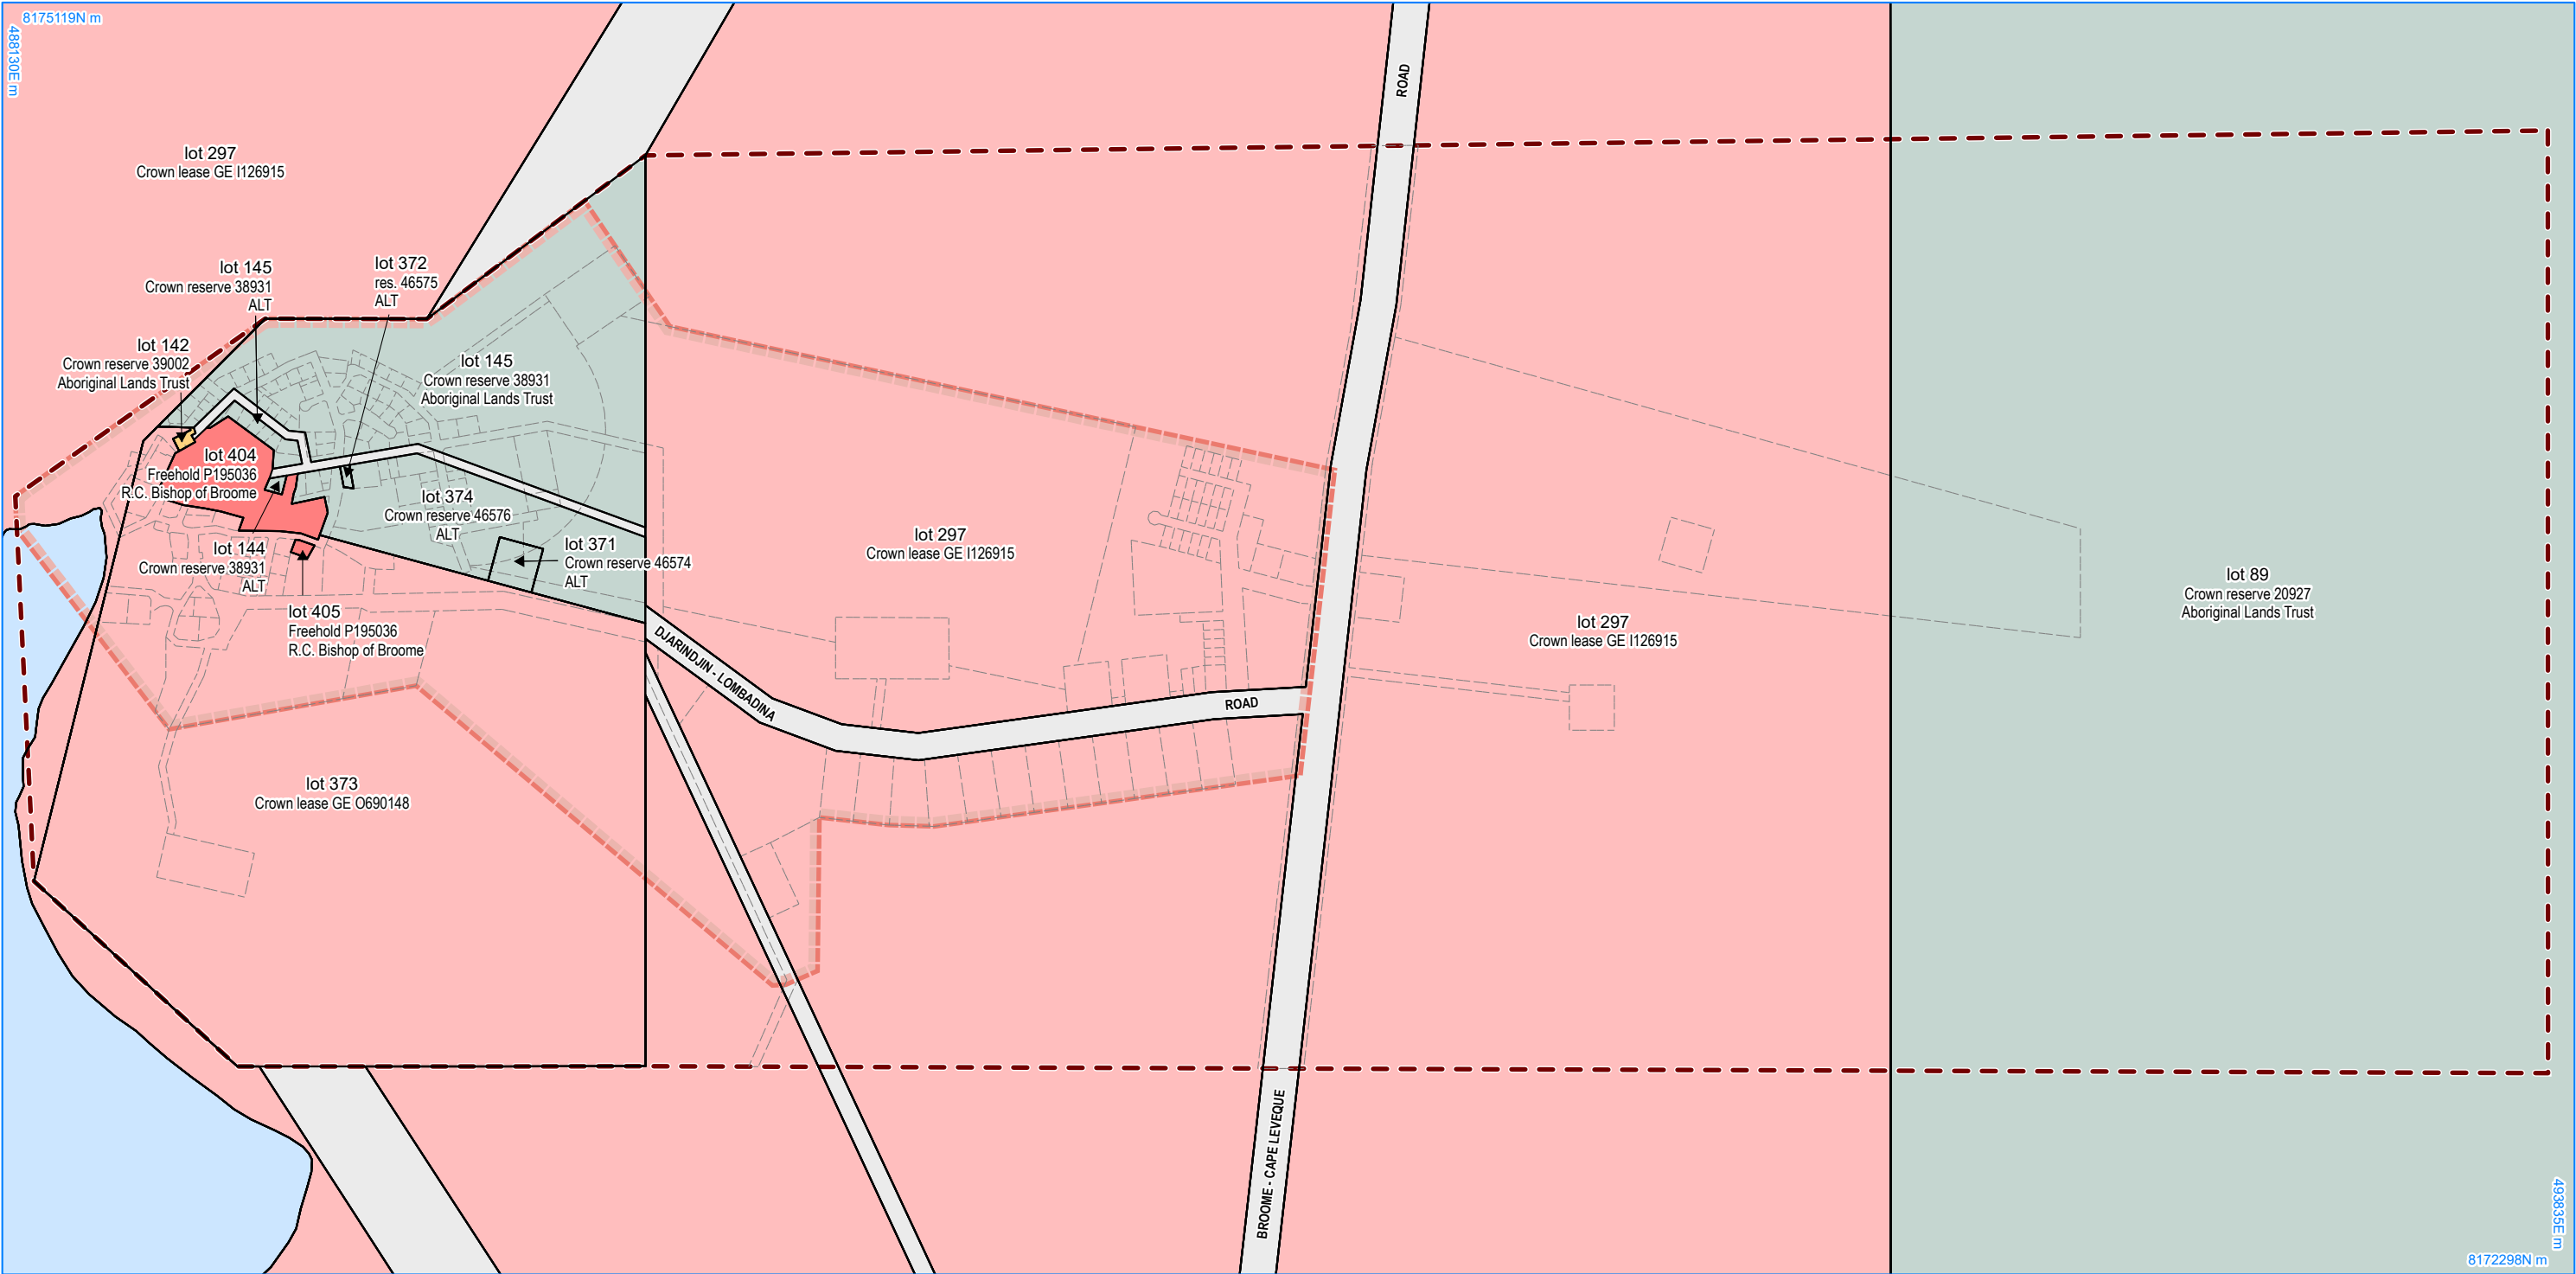 8175119N m
488130E m
ROAD
lot 297
Crown lease GE I126915
lot 145
Crown reserve 38931
ALT
lot 372
res. 46575
ALT
lot 142
Crown reserve 39002
Aboriginal Lands Trust
lot 145
Crown reserve 38931
Aboriginal Lands Trust
lot 404
Freehold P195036
R.C. Bishop of Broome
lot 374
Crown reserve 46576
ALT
lot 144
Crown reserve 38931
ALT
lot 371
Crown reserve 46574
ALT
lot 405
Freehold P195036
R.C. Bishop of Broome
lot 297
Crown lease GE I126915
lot 297
Crown lease GE I126915
lot 89
Crown reserve 20927
Aboriginal Lands Trust
DJARINDJIN - LOMBADINA
ROAD
lot 373
Crown lease GE O690148
BROOME - CAPE LEVEQUE
493835E m
8172298N m